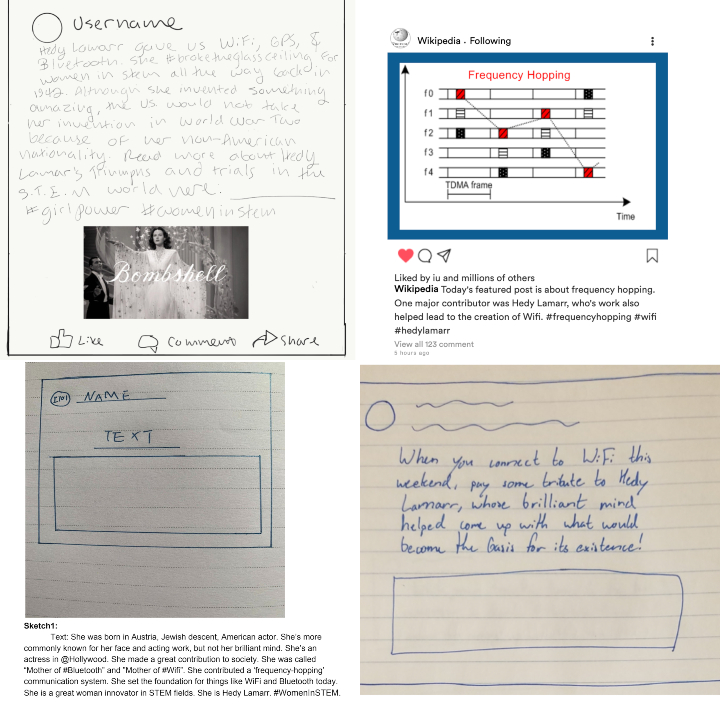 Username
Hedy Lamarr gave us WiFi, GPS, &
Bluetooth. She #broketheglassceiling for
women in stem all the way back in
1942. Although she invented something
amazing, the US would not take
her invention in World War Two
because of her non-American
nationality. Read more about Hedy
Lamar's Triumphs and trials in the
S.T.E.M world here:
#girlpower #womeninstem
Bombshell
Like Comment Share
Wikipedia . Following
Frequency Hopping
f0
f1
f2
f3
f4
TDMA frame
Time
Liked by iu and millions of others
Wikipedia Today's featured post is about frequency hopping.
One major contributor was Hedy Lamarr, who's work also
helped lead to the creation of Wifi. #frequencyhopping #wifi
#hedylamarr
View all 123 comment
5 hours ago
NAME
TEXT
Sketch1:
Text: She was born in Austria, Jewish descent, American actor. She's more
commonly known for her face and acting work, but not her brilliant mind. She's an
actress in @Hollywood. She made a great contribution to society. She was called
"Mother of #Bluetooth" and "Mother of #Wifi". She contributed a 'frequency-hopping'
communication system. She set the foundation for things like WiFi and Bluetooth today.
She is a great woman innovator in STEM fields. She is Hedy Lamarr. #WomenInSTEM.
When you connect to WiFi this
weekend, pay some tribute to Hedy
Lamarr, whose brilliant mind
helped come up with what would
become the basis for its existence!